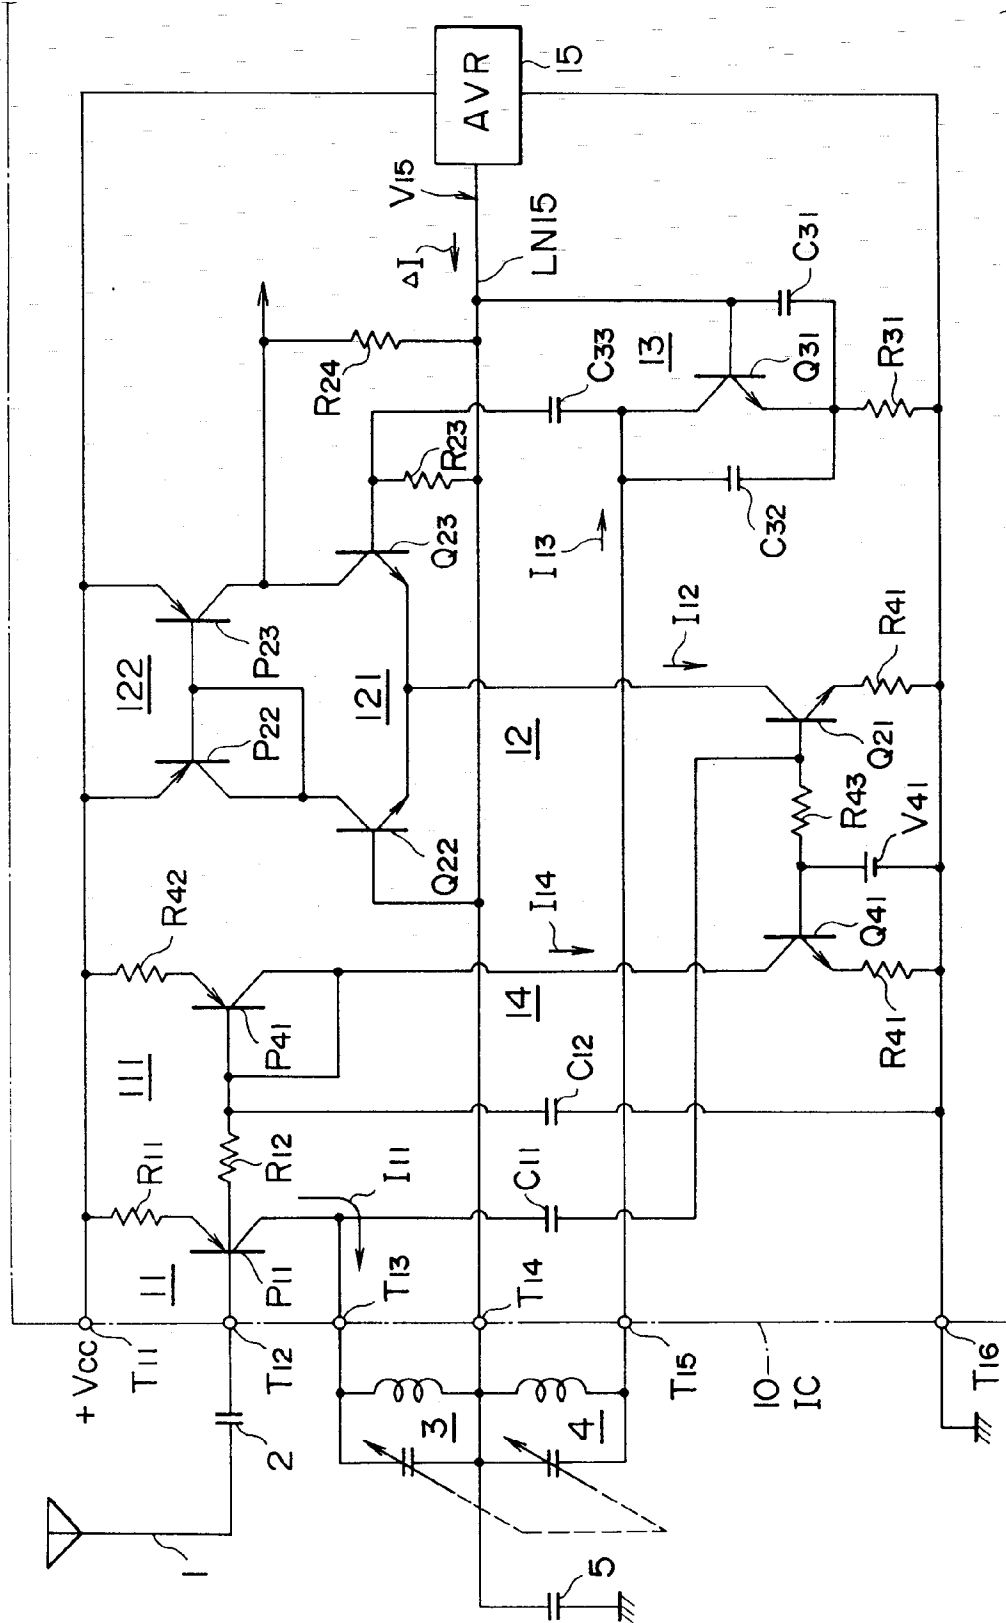 AVR
15
V15
ΔI
LN15
R24
13
C33
Q31
C31
R31
R23
Q23
C32
I13
P23
122
121
I12
R41
P22
12
Q21
R43
V41
Q22
R42
I14
14
Q41
R41
P41
111
C12
R11
R12
I11
C11
11
P11
T13
T14
+VCC
T11
T12
T15
10
IC
T16
2
3
4
1
5